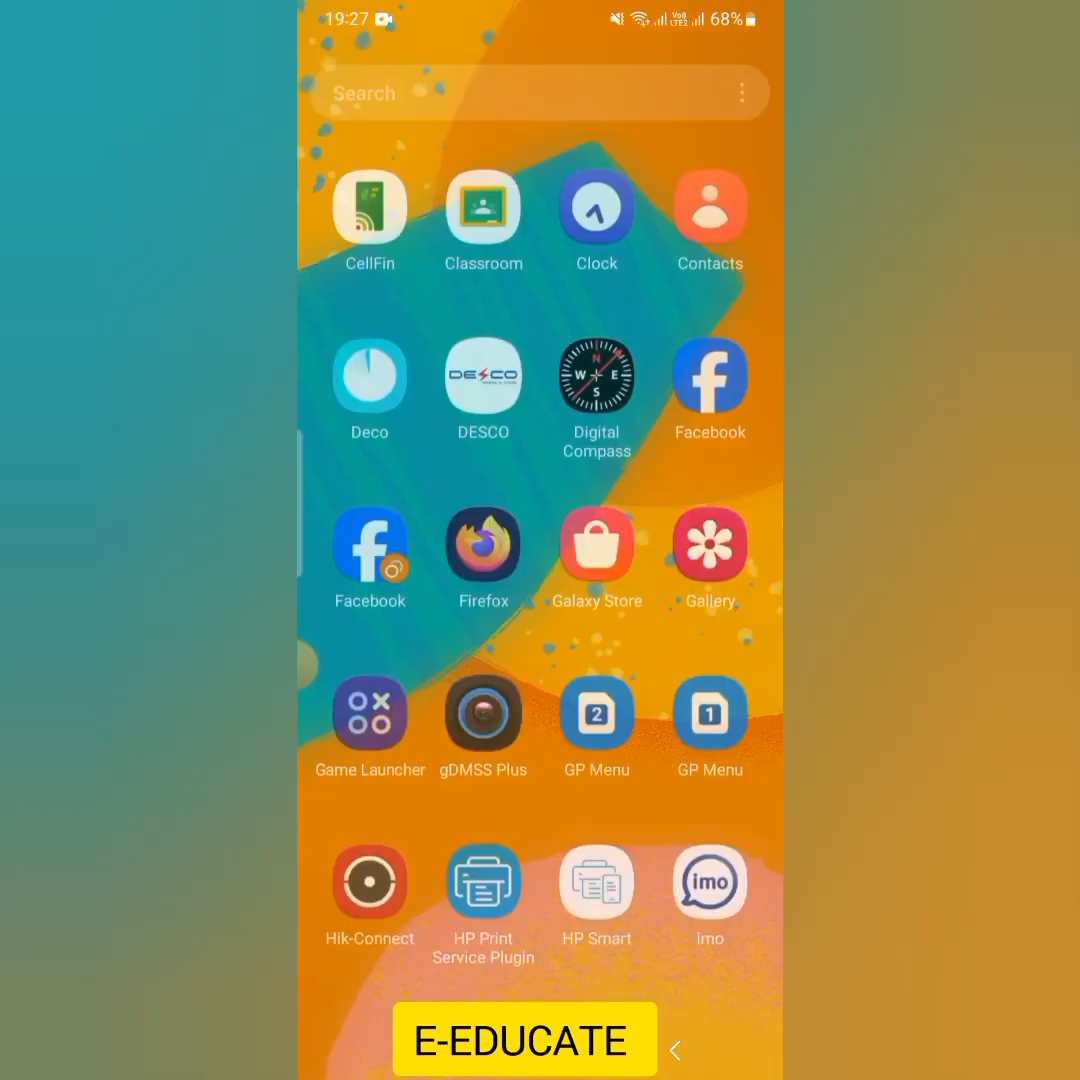 19:27
Vo)) LTE2 68%
Search
CellFin
Classroom
Clock
Contacts
N
W E
S
DESCO
Deco
DESCO
Digital
Compass
Facebook
Facebook
Firefox
Galaxy Store
Gallery
2
1
Game Launcher
gDMSS Plus
GP Menu
GP Menu
imo
Hik-Connect
HP Print
Service Plugin
HP Smart
imo
E-EDUCATE